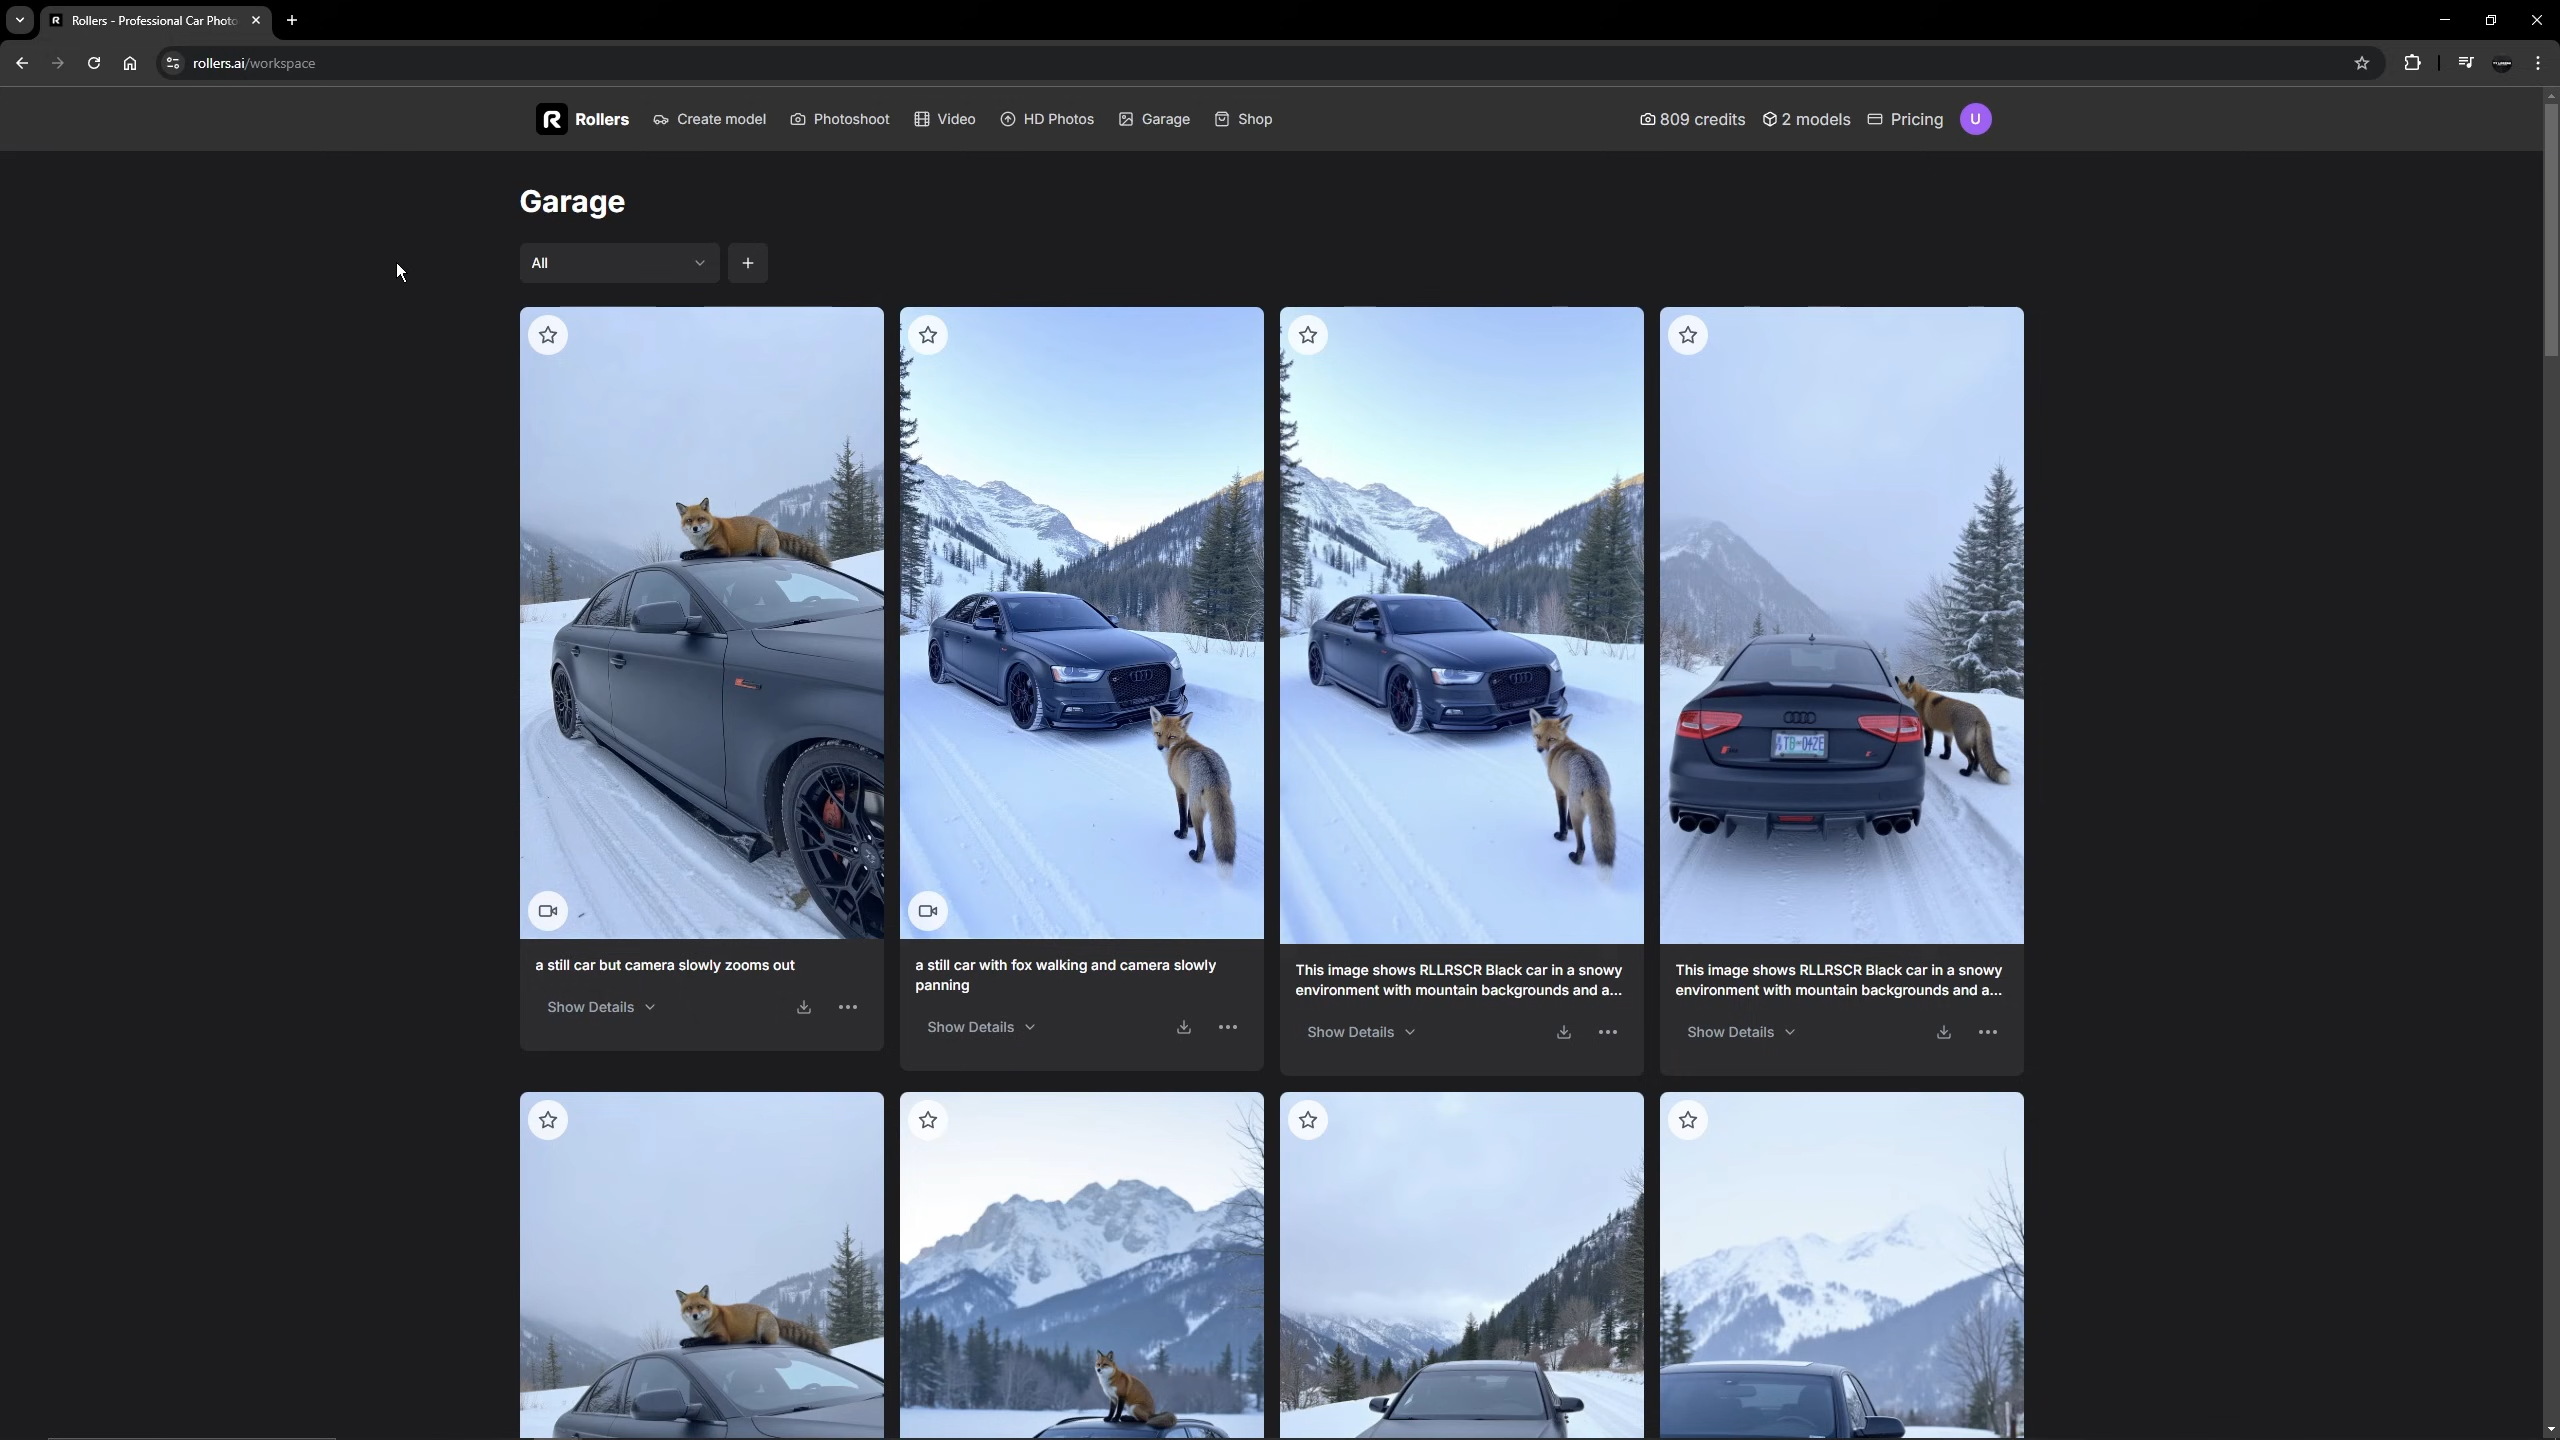 Rollers - Professional Car Photo
rollers.ai/workspace
Rollers
Create model
Photoshoot
Video
HD Photos
Garage
Shop
809 credits
2 models
Pricing
U
Garage
All
a still car but camera slowly zooms out
Show Details
a still car with fox walking and camera slowly
panning
Show Details
This image shows RLLRSCR Black car in a snowy
environment with mountain backgrounds and a...
Show Details
This image shows RLLRSCR Black car in a snowy
environment with mountain backgrounds and a...
Show Details